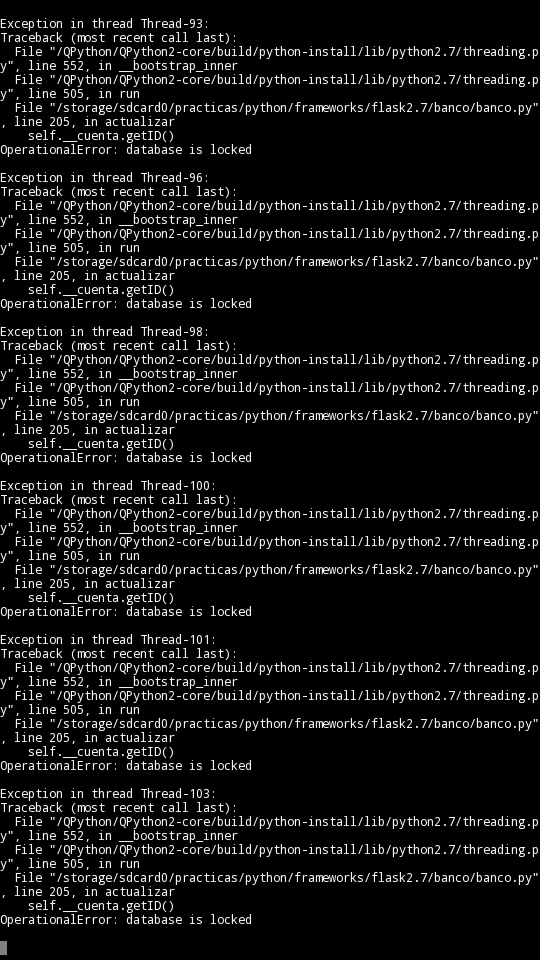 Exception in thread Thread-93:
Traceback (most recent call last):
  File "/QPython/QPython2-core/build/python-install/lib/python2.7/threading.p
y", line 552, in __bootstrap_inner
  File "/QPython/QPython2-core/build/python-install/lib/python2.7/threading.p
y", line 505, in run
  File "/storage/sdcard0/practicas/python/frameworks/flask2.7/banco/banco.py"
, line 205, in actualizar
    self.__cuenta.getID()
OperationalError: database is locked

Exception in thread Thread-96:
Traceback (most recent call last):
  File "/QPython/QPython2-core/build/python-install/lib/python2.7/threading.p
y", line 552, in __bootstrap_inner
  File "/QPython/QPython2-core/build/python-install/lib/python2.7/threading.p
y", line 505, in run
  File "/storage/sdcard0/practicas/python/frameworks/flask2.7/banco/banco.py"
, line 205, in actualizar
    self.__cuenta.getID()
OperationalError: database is locked

Exception in thread Thread-98:
Traceback (most recent call last):
  File "/QPython/QPython2-core/build/python-install/lib/python2.7/threading.p
y", line 552, in __bootstrap_inner
  File "/QPython/QPython2-core/build/python-install/lib/python2.7/threading.p
y", line 505, in run
  File "/storage/sdcard0/practicas/python/frameworks/flask2.7/banco/banco.py"
, line 205, in actualizar
    self.__cuenta.getID()
OperationalError: database is locked

Exception in thread Thread-100:
Traceback (most recent call last):
  File "/QPython/QPython2-core/build/python-install/lib/python2.7/threading.p
y", line 552, in __bootstrap_inner
  File "/QPython/QPython2-core/build/python-install/lib/python2.7/threading.p
y", line 505, in run
  File "/storage/sdcard0/practicas/python/frameworks/flask2.7/banco/banco.py"
, line 205, in actualizar
    self.__cuenta.getID()
OperationalError: database is locked

Exception in thread Thread-101:
Traceback (most recent call last):
  File "/QPython/QPython2-core/build/python-install/lib/python2.7/threading.p
y", line 552, in __bootstrap_inner
  File "/QPython/QPython2-core/build/python-install/lib/python2.7/threading.p
y", line 505, in run
  File "/storage/sdcard0/practicas/python/frameworks/flask2.7/banco/banco.py"
, line 205, in actualizar
    self.__cuenta.getID()
OperationalError: database is locked

Exception in thread Thread-103:
Traceback (most recent call last):
  File "/QPython/QPython2-core/build/python-install/lib/python2.7/threading.p
y", line 552, in __bootstrap_inner
  File "/QPython/QPython2-core/build/python-install/lib/python2.7/threading.p
y", line 505, in run
  File "/storage/sdcard0/practicas/python/frameworks/flask2.7/banco/banco.py"
, line 205, in actualizar
    self.__cuenta.getID()
OperationalError: database is locked